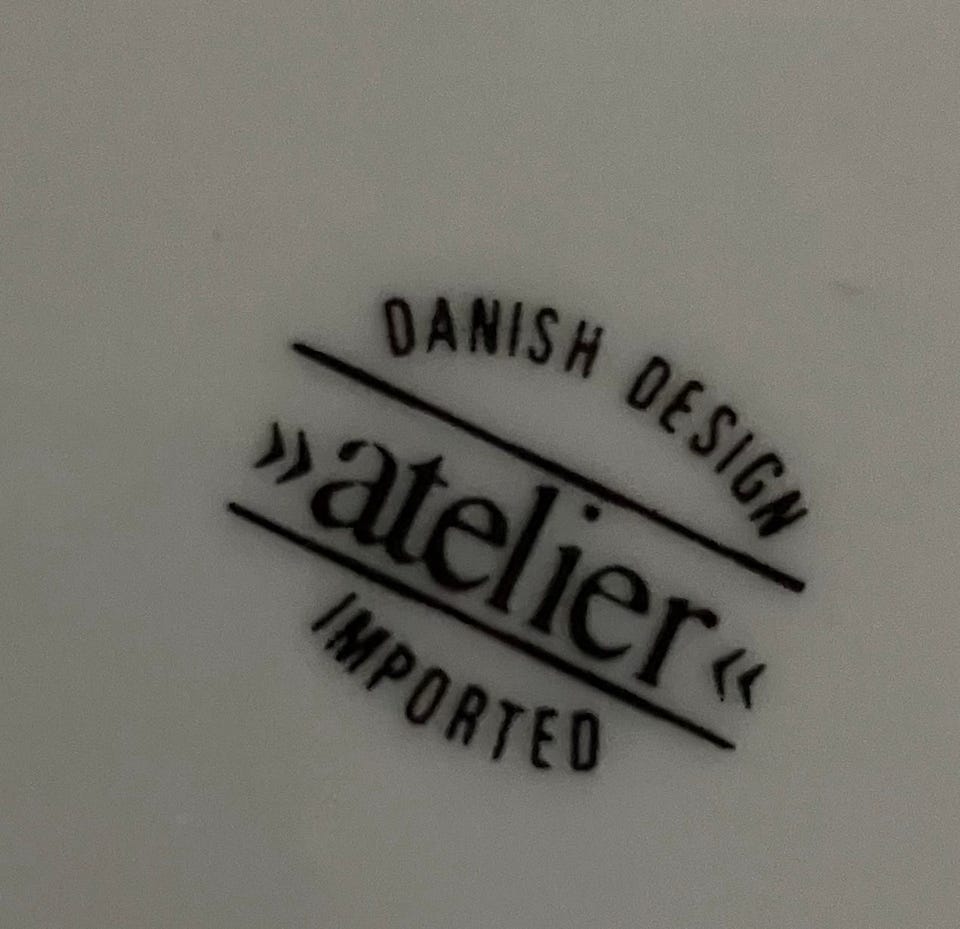 DANISH DESIGN
»atelier«
IMPORTED